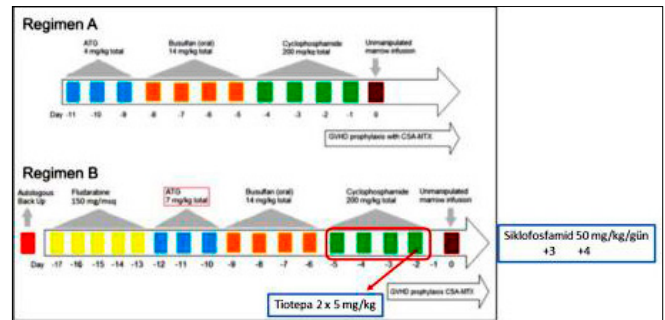 Regimen A
ATG
4 mg/kg total
Busulfan (oral)
14 mg/kg total
Cyclophosphamide
200 mg/kg total
Unmanipulated
marrow infusion
Day -11 -10 -9 -8 -7 -6 -5 -4 -3 -2 -1 0
GVHD prophylaxis with CSA-MTX
Regimen B
Autologous
Back Up
Fludarabine
150 mg/msq
ATG
7 mg/kg total
Busulfan (oral)
14 mg/kg total
Cyclophosphamide
200 mg/kg total
Unmanipulated
marrow infusion
Day -17 -16 -15 -14 -13 -12 -11 -10 -9 -8 -7 -6 -5 -4 -3 -2 -1 0
GVHD prophylaxis CSA-MTX
Siklofosfamid 50 mg/kg/gün
+3 +4
Tiotepa 2 x 5 mg/kg